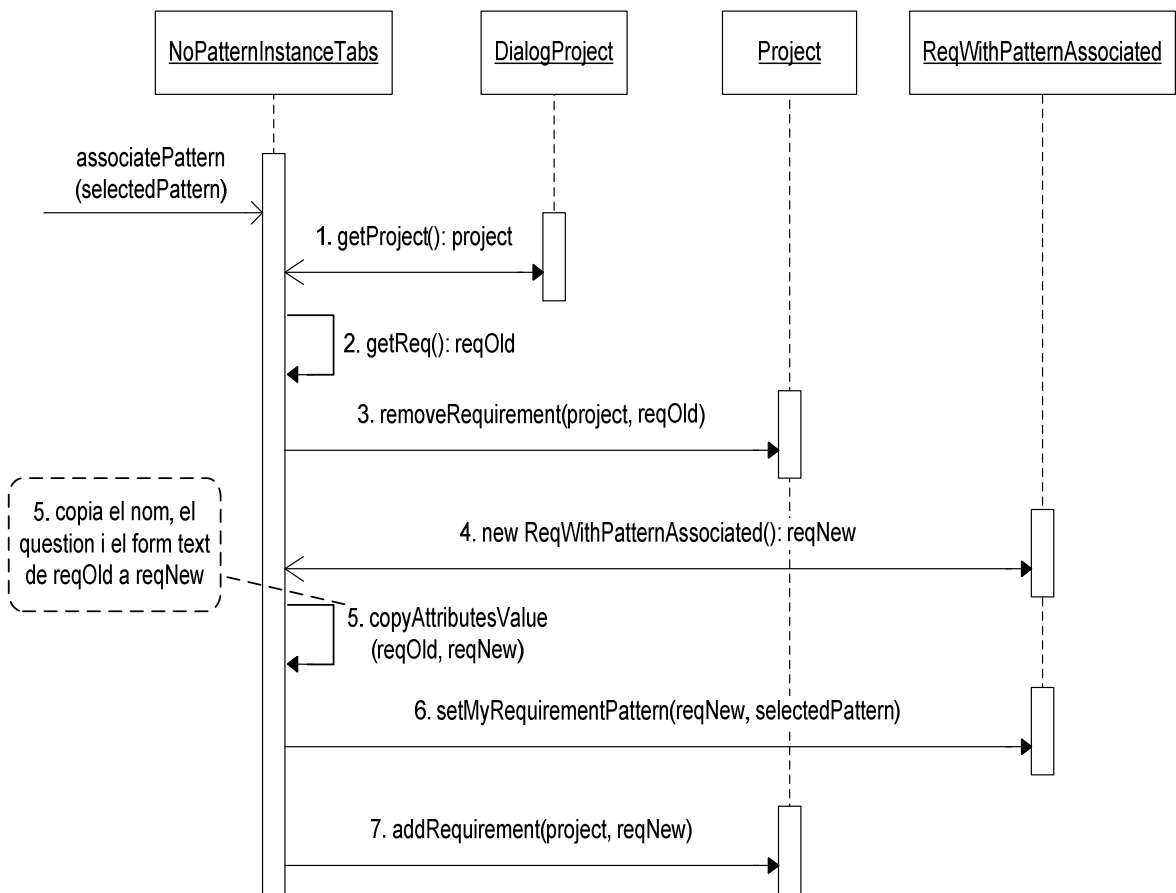 NoPatternInstanceTabs
DialogProject
Project
ReqWithPatternAssociated
associatePattern
(selectedPattern)
1. getProject(): project
2. getReq(): reqOld
3. removeRequirement(project, reqOld)
5. copia el nom, el
question i el form text
de reqOld a reqNew
4. new ReqWithPatternAssociated(): reqNew
5. copyAttributesValue
(reqOld, reqNew)
6. setMyRequirementPattern(reqNew, selectedPattern)
7. addRequirement(project, reqNew)